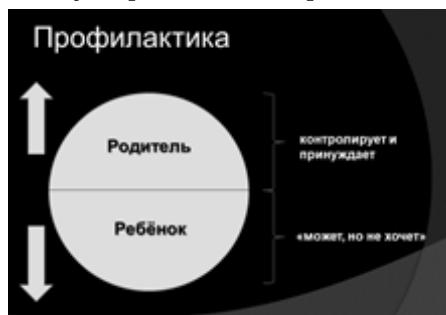 Профилактика
Родитель
контролирует и
принуждает
Ребёнок
«может, но не хочет»